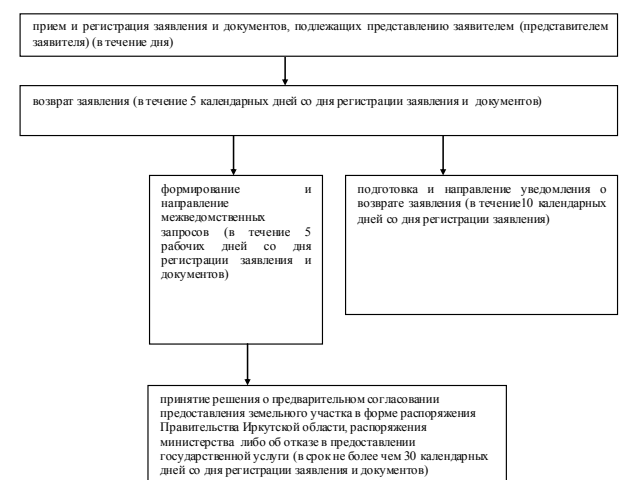 прием и регистрация заявления и документов, подлежащих представлению заявителем (представителем
заявителя) (в течение дня)
возврат заявления (в течение 5 календарных дней со дня регистрации заявления и документов)
формирование и
направление
межведомственных
запросов (в течение 5
рабочих дней со дня
регистрации заявления и
документов)
подготовка и направление уведомления о
возврате заявления (в течение10 календарных
дней со дня регистрации заявления)
принятие решения о предварительном согласовании
предоставления земельного участка в форме распоряжения
Правительства Иркутской области, распоряжения
министерства либо об отказе в предоставлении
государственной услуги (в срок не более чем 30 календарных
дней со дня регистрации заявления и документов)